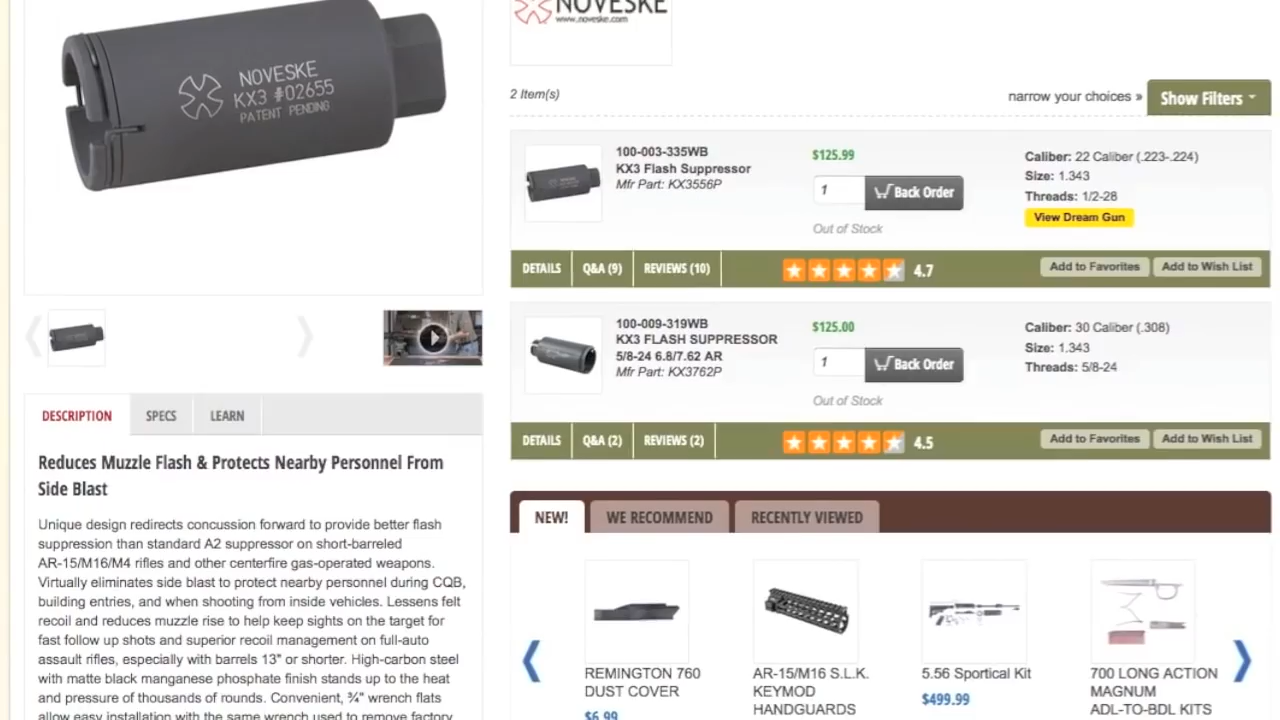 NOVESKE
www.noveske.com
NOVESKE
KX3 #02655
PATENT PENDING
2 Item(s)
narrow your choices »
Show Filters
100-003-335WB
KX3 Flash Suppressor
Mfr Part: KX3556P
$125.99
1
Back Order
Out of Stock
Caliber: 22 Caliber (.223-.224)
Size: 1.343
Threads: 1/2-28
View Dream Gun
DETAILS
Q&A (9)
REVIEWS (10)
4.7
Add to Favorites
Add to Wish List
100-009-319WB
KX3 FLASH SUPPRESSOR
5/8-24 6.8/7.62 AR
Mfr Part: KX3762P
$125.00
1
Back Order
Out of Stock
Caliber: 30 Caliber (.308)
Size: 1.343
Threads: 5/8-24
DETAILS
Q&A (2)
REVIEWS (2)
4.5
Add to Favorites
Add to Wish List
DESCRIPTION
SPECS
LEARN
Reduces Muzzle Flash & Protects Nearby Personnel From
Side Blast
Unique design redirects concussion forward to provide better flash
suppression than standard A2 suppressor on short-barreled
AR-15/M16/M4 rifles and other centerfire gas-operated weapons.
Virtually eliminates side blast to protect nearby personnel during CQB,
building entries, and when shooting from inside vehicles. Lessens felt
recoil and reduces muzzle rise to help keep sights on the target for
fast follow up shots and superior recoil management on full-auto
assault rifles, especially with barrels 13" or shorter. High-carbon steel
with matte black manganese phosphate finish stands up to the heat
and pressure of thousands of rounds. Convenient, ¾" wrench flats
allow easy installation with the same wrench used to remove factory
NEW!
WE RECOMMEND
RECENTLY VIEWED
REMINGTON 760
DUST COVER
$6.99
AR-15/M16 S.L.K.
KEYMOD
HANDGUARDS
5.56 Sportical Kit
$499.99
700 LONG ACTION
MAGNUM
ADL-TO-BDL KITS